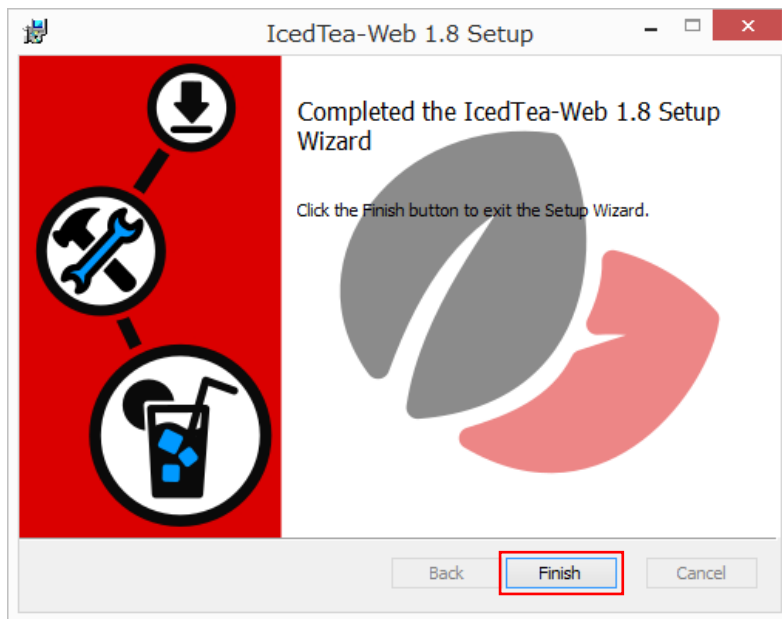 IcedTea-Web 1.8 Setup
Completed the IcedTea-Web 1.8 Setup
Wizard
Click the Finish button to exit the Setup Wizard.
Back
Finish
Cancel